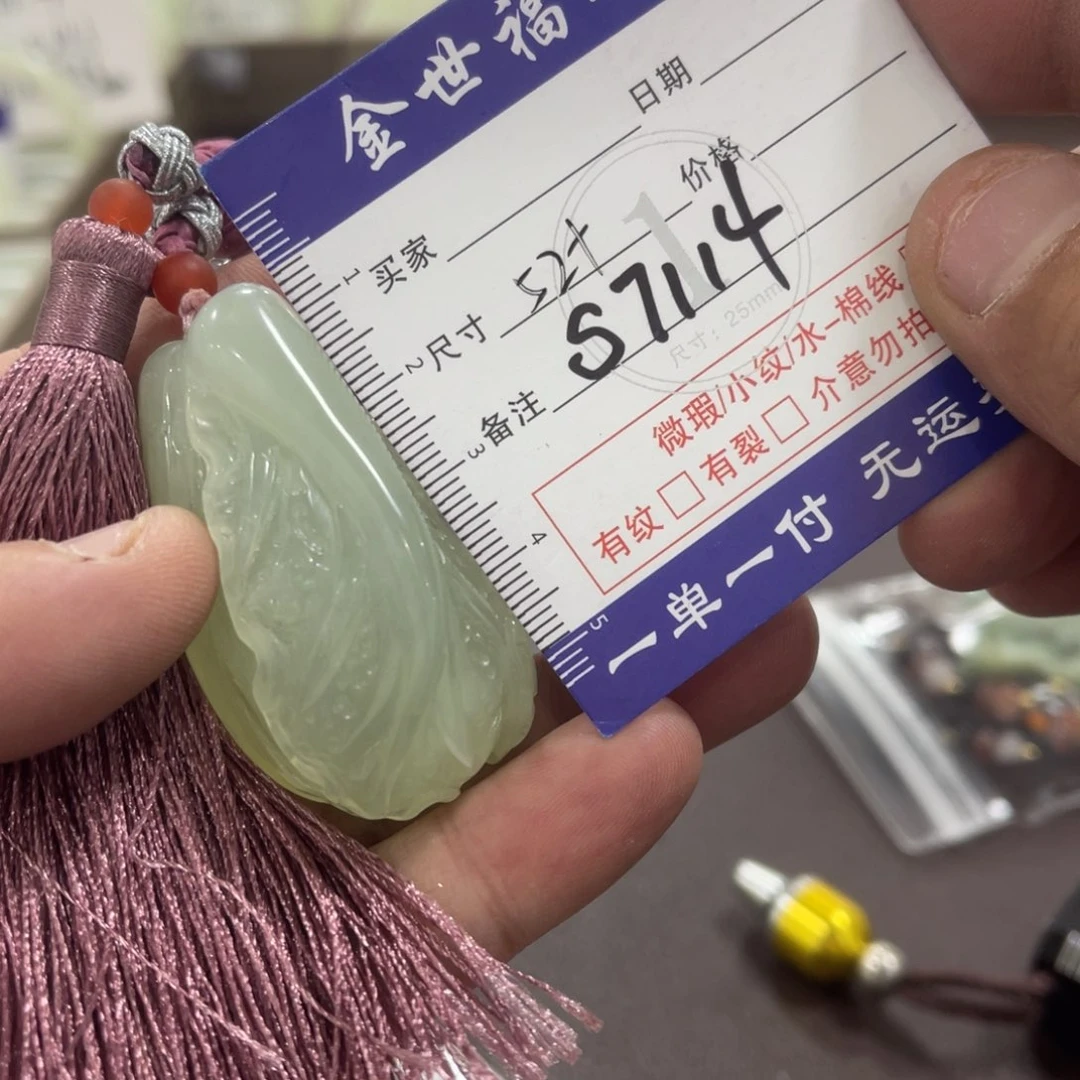 金世福
日期
买家
价格
尺寸 52+
S7114
尺寸：25mm
备注
微瑕/小纹/水-棉线
有纹□有裂□介意勿拍
一单一付 无运
1
2
3
4
5
1